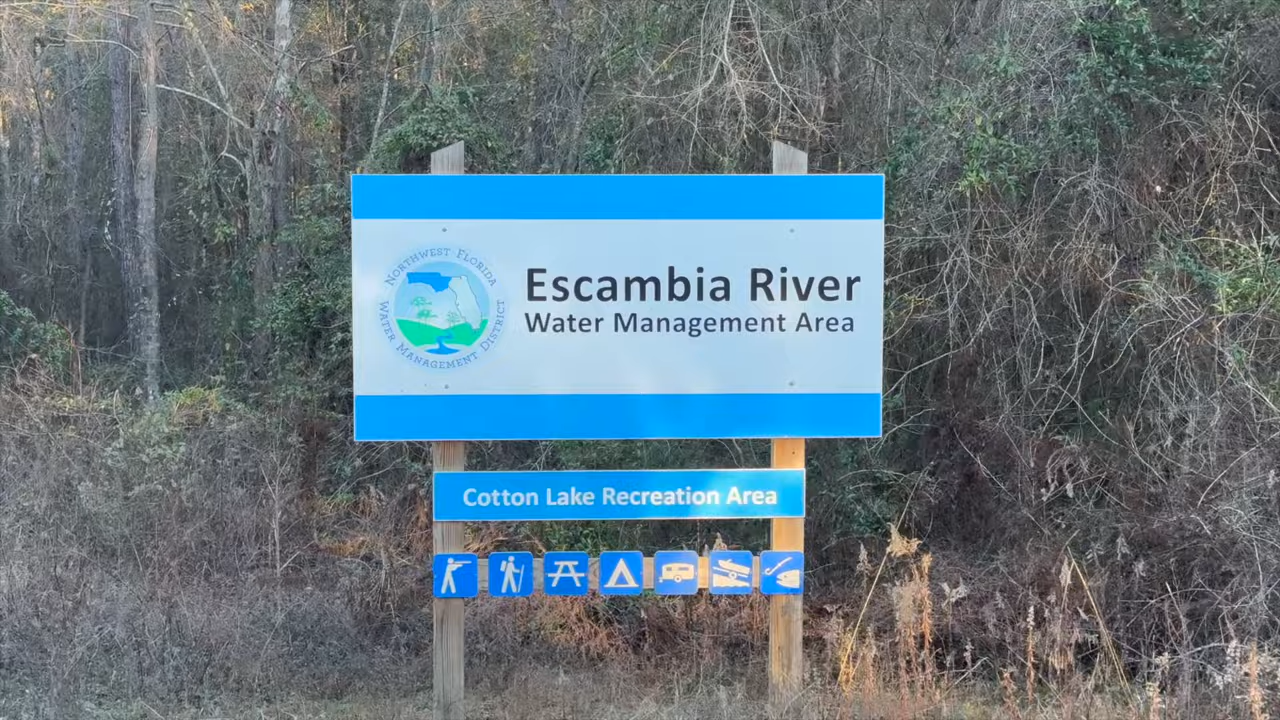 NORTHWEST FLORIDA
WATER MANAGEMENT DISTRICT
Escambia River
Water Management Area
Cotton Lake Recreation Area